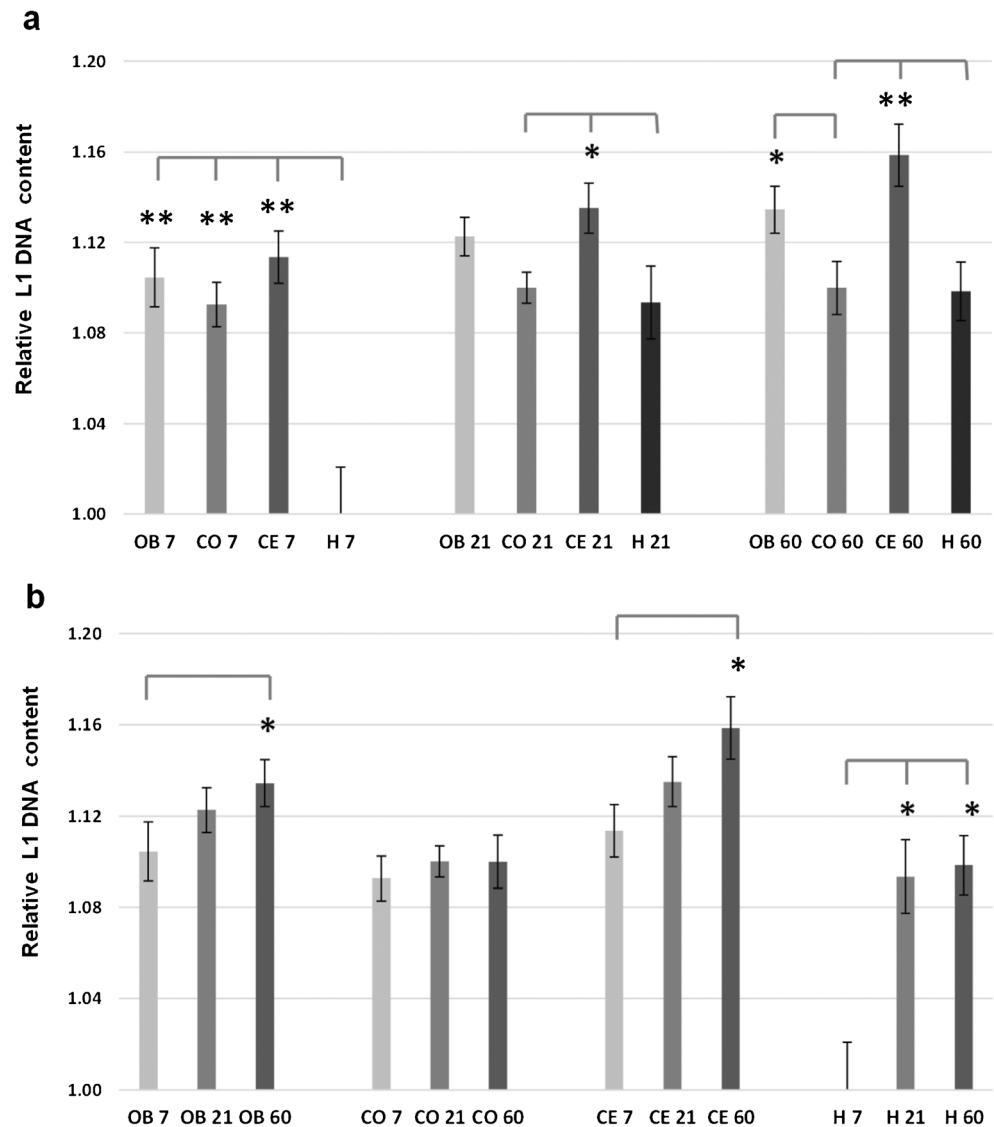 a
Relative L1 DNA content
1.20
1.16
1.12
1.08
1.04
1.00
** ** ** * * **
OB 7 CO 7 CE 7 H 7 OB 21 CO 21 CE 21 H 21 OB 60 CO 60 CE 60 H 60
b
Relative L1 DNA content
1.20
1.16
1.12
1.08
1.04
1.00
* * * *
OB 7 OB 21 OB 60 CO 7 CO 21 CO 60 CE 7 CE 21 CE 60 H 7 H 21 H 60